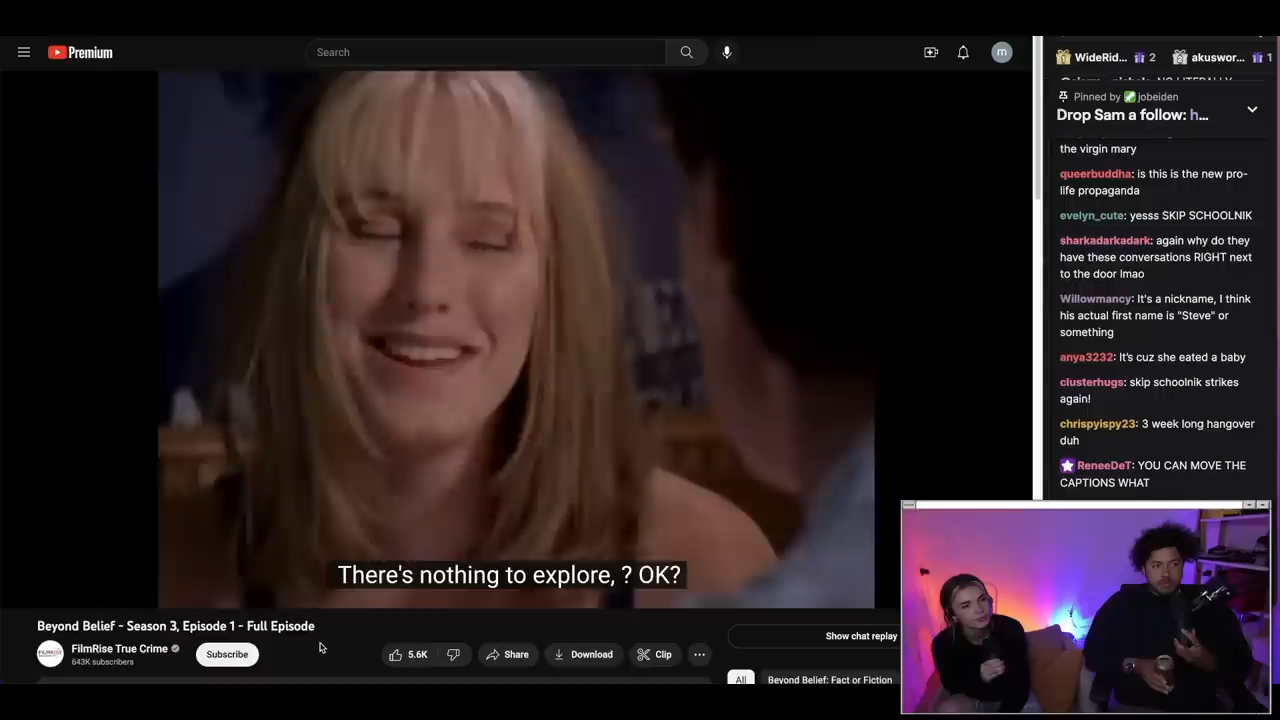 Premium
Search
m
There's nothing to explore, ? OK?
Beyond Belief - Season 3, Episode 1 - Full Episode
FilmRise True Crime
643K subscribers
Subscribe
5.6K
Share
Download
Clip
Show chat replay
All
Beyond Belief: Fact or Fiction
WideRid... 2
akuswor... 1
Pinned by jobeiden
Drop Sam a follow: h...
the virgin mary
queerbuddha: is this is the new pro-
life propaganda
evelyn_cute: yesss SKIP SCHOOLNIK
sharkadarkadark: again why do they
have these conversations RIGHT next
to the door lmao
Willowmancy: It's a nickname, I think
his actual first name is "Steve" or
something
anya3232: It's cuz she eated a baby
clusterhugs: skip schoolnik strikes
again!
chrispyispy23: 3 week long hangover
duh
ReneeDeT: YOU CAN MOVE THE
CAPTIONS WHAT